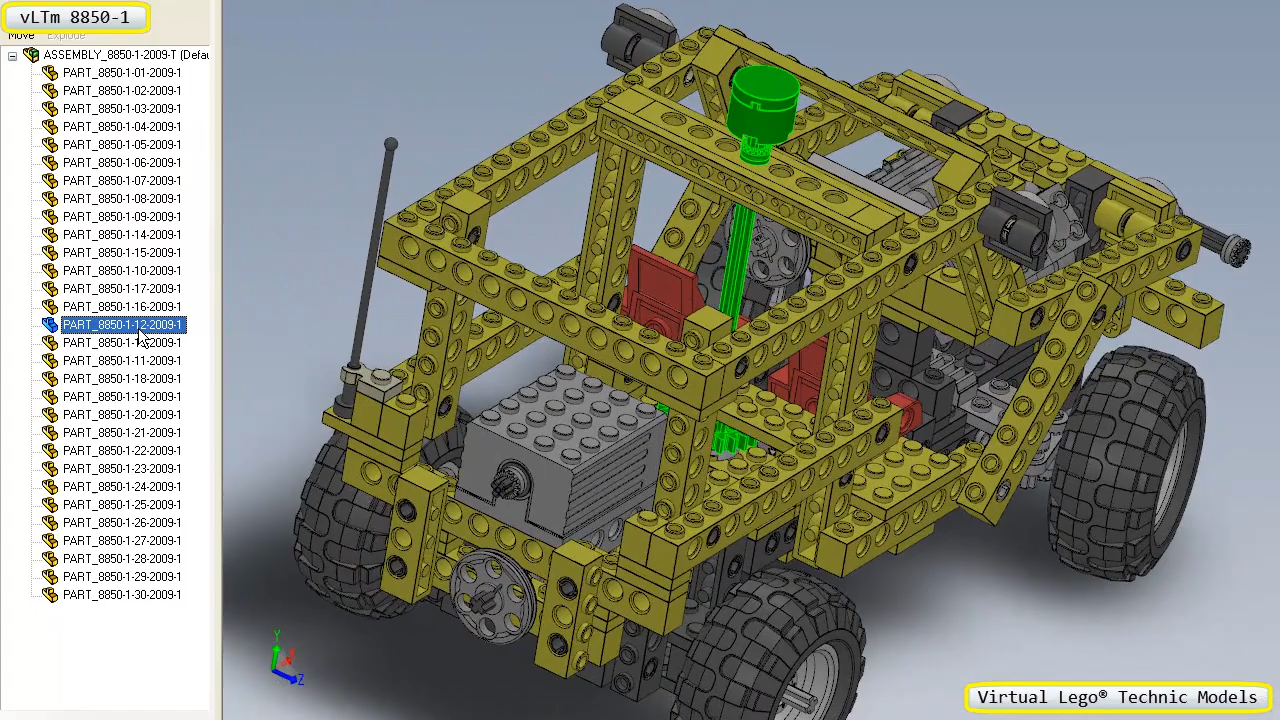 vLTm 8850-1
Move Explode
ASSEMBLY_8850-1-2009-T (Defau
PART_8850-1-01-2009-1
PART_8850-1-02-2009-1
PART_8850-1-03-2009-1
PART_8850-1-04-2009-1
PART_8850-1-05-2009-1
PART_8850-1-06-2009-1
PART_8850-1-07-2009-1
PART_8850-1-08-2009-1
PART_8850-1-09-2009-1
PART_8850-1-14-2009-1
PART_8850-1-15-2009-1
PART_8850-1-10-2009-1
PART_8850-1-17-2009-1
PART_8850-1-16-2009-1
PART_8850-1-12-2009-1
PART_8850-1-11-2009-1
PART_8850-1-18-2009-1
PART_8850-1-19-2009-1
PART_8850-1-20-2009-1
PART_8850-1-21-2009-1
PART_8850-1-22-2009-1
PART_8850-1-23-2009-1
PART_8850-1-24-2009-1
PART_8850-1-25-2009-1
PART_8850-1-26-2009-1
PART_8850-1-27-2009-1
PART_8850-1-28-2009-1
PART_8850-1-29-2009-1
PART_8850-1-30-2009-1
Y
X
Z
Virtual Lego® Technic Models